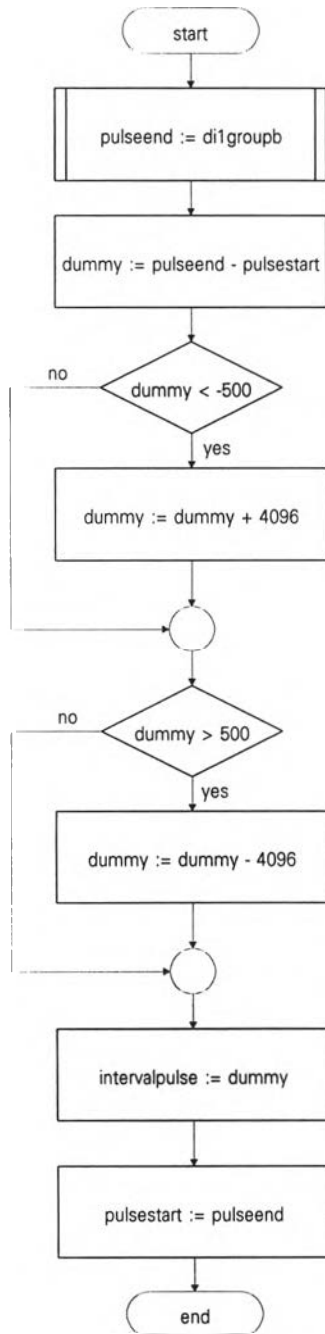 start
pulseend := di1groupb
dummy := pulseend - pulsestart
no
dummy < -500
yes
dummy := dummy + 4096
no
dummy > 500
yes
dummy := dummy - 4096
intervalpulse := dummy
pulsestart := pulseend
end